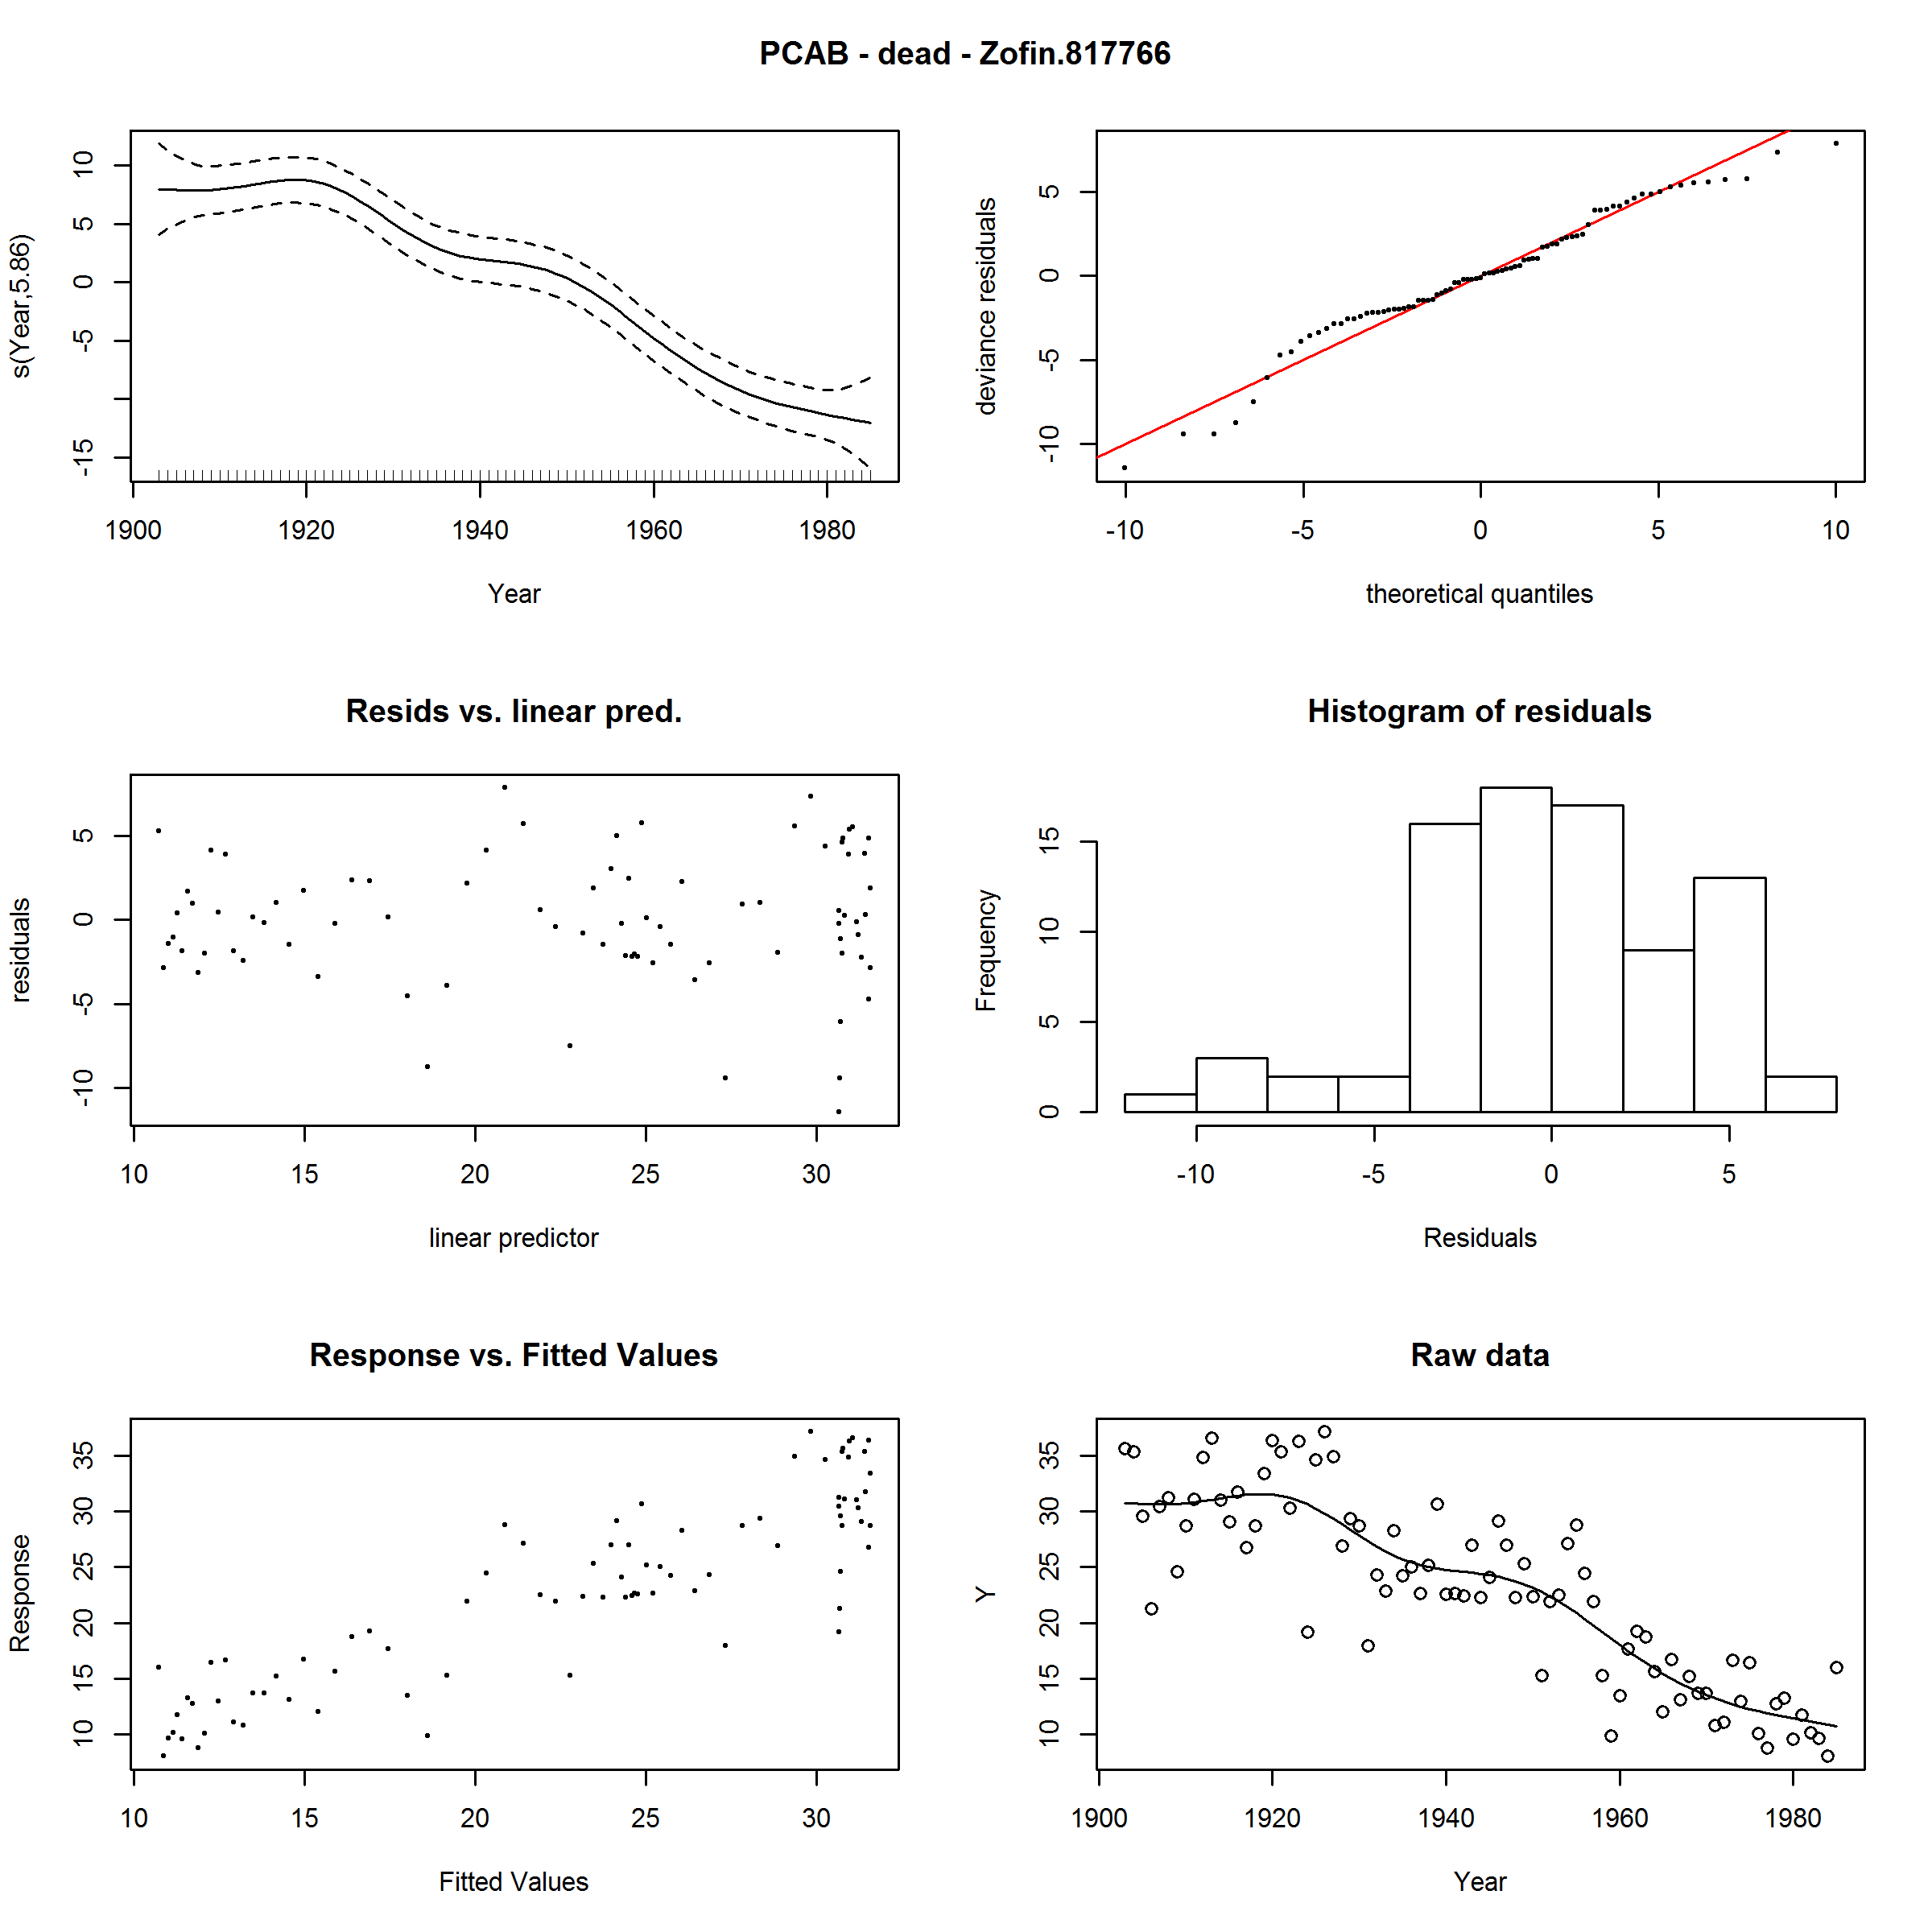 PCAB - dead - Zofin.817766
s(Year,5.86)
10
5
0
-5
-15
1900 1920 1940 1960 1980
Year
deviance residuals
5
0
-5
-10
-10 -5 0 5 10
theoretical quantiles
Resids vs. linear pred.
residuals
5
0
-5
-10
10 15 20 25 30
linear predictor
Histogram of residuals
Frequency
15
10
5
0
-10 -5 0 5
Residuals
Response vs. Fitted Values
Response
35
30
25
20
15
10
10 15 20 25 30
Fitted Values
Raw data
Y
35
30
25
20
15
10
1900 1920 1940 1960 1980
Year